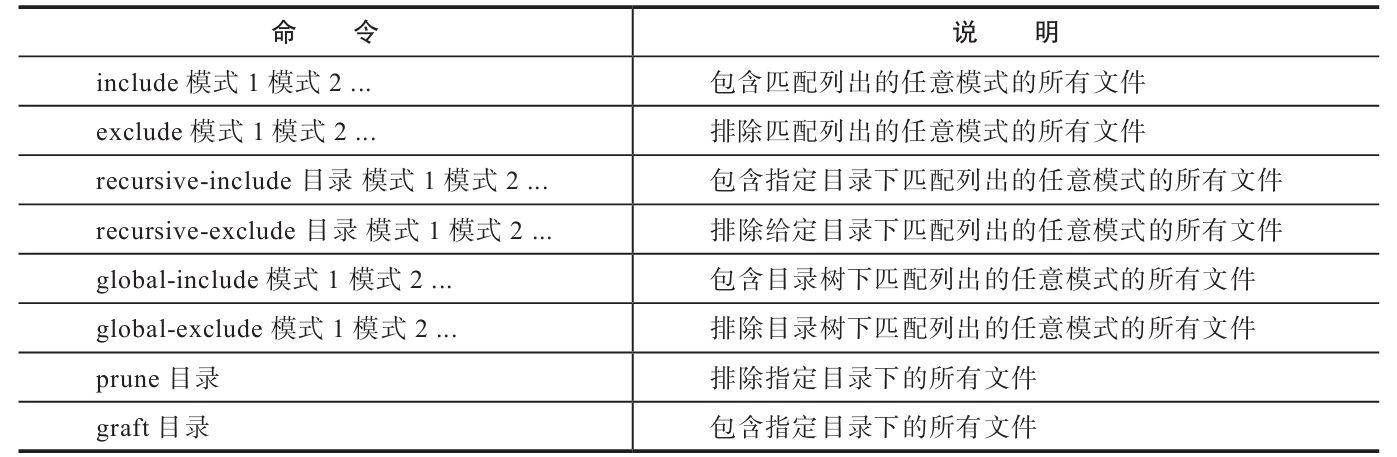 命 令 说 明
include 模式 1 模式 2 ... 包含匹配列出的任意模式的所有文件
exclude 模式 1 模式 2 ... 排除匹配列出的任意模式的所有文件
recursive-include 目录 模式 1 模式 2 ... 包含指定目录下匹配列出的任意模式的所有文件
recursive-exclude 目录 模式 1 模式 2 ... 排除给定目录下匹配列出的任意模式的所有文件
global-include 模式 1 模式 2 ... 包含目录树下匹配列出的任意模式的所有文件
global-exclude 模式 1 模式 2 ... 排除目录树下匹配列出的任意模式的所有文件
prune 目录 排除指定目录下的所有文件
graft 目录 包含指定目录下的所有文件